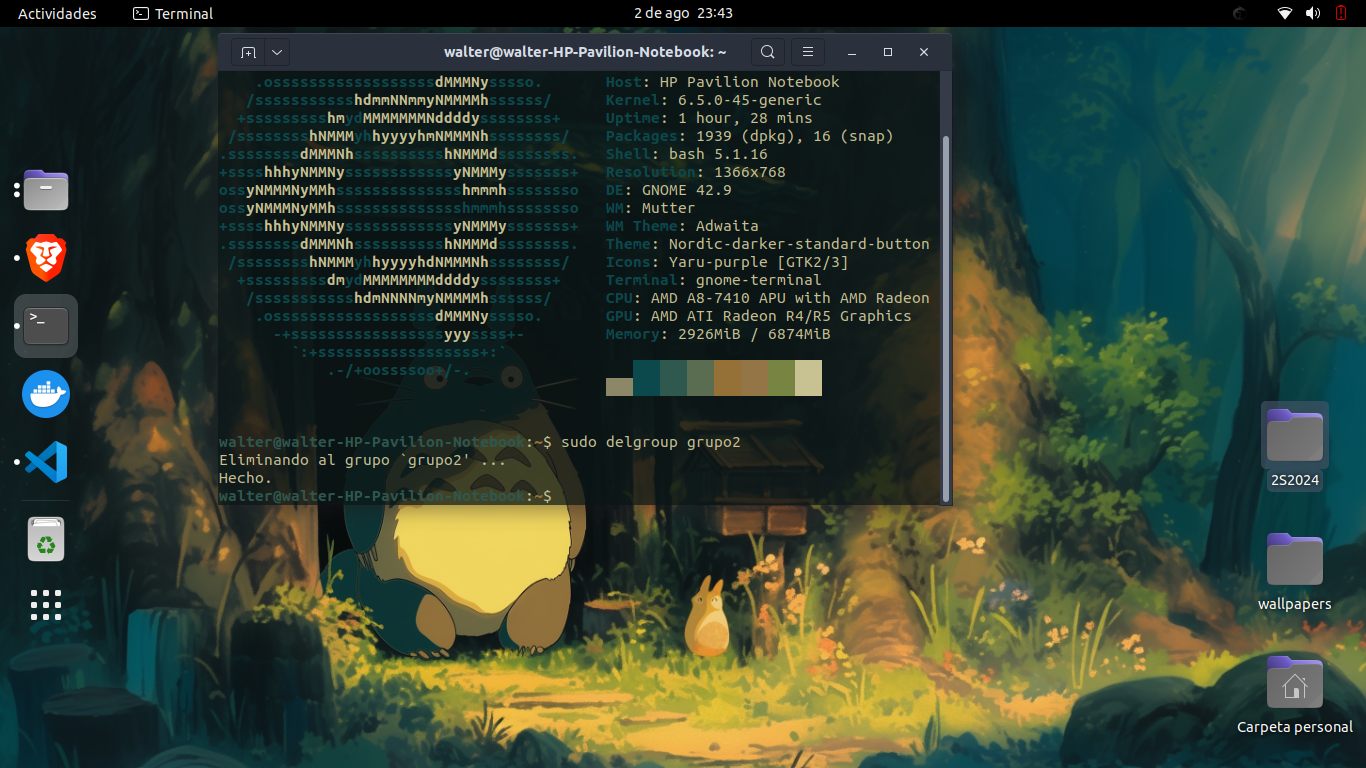 Actividades
Terminal
2 de ago 23:43
walter@walter-HP-Pavilion-Notebook: ~
.ossssssssssssssssssdMMMNysssso.
Host: HP Pavilion Notebook
/ssssssssssshdmmNNmmyNMMMMhssssss/
Kernel: 6.5.0-45-generic
+ssssssssshmydMMMMMMMNddddyssssssss+
Uptime: 1 hour, 28 mins
/sssssssshNMMMyhhyyyyhmNMMMNhssssssss/
Packages: 1939 (dpkg), 16 (snap)
.ssssssssdMMMNhsssssssssshNMMMdssssssss.
Shell: bash 5.1.16
+sssshhhyNMMNyssssssssssssyNMMMysssssss+
Resolution: 1366x768
ossyNMMMNyMMhsssssssssssssshmmmhssssssso
DE: GNOME 42.9
ossyNMMMNyMMhsssssssssssssshmmmhssssssso
WM: Mutter
+sssshhhyNMMNyssssssssssssyNMMMysssssss+
WM Theme: Adwaita
.ssssssssdMMMNhsssssssssshNMMMdssssssss.
Theme: Nordic-darker-standard-button
/sssssssshNMMMyhhyyyyhdNMMMNhssssssss/
Icons: Yaru-purple [GTK2/3]
+sssssssssdmydMMMMMMMMddddyssssssss+
Terminal: gnome-terminal
/ssssssssssshdmNNNNmyNMMMMhssssss/
CPU: AMD A8-7410 APU with AMD Radeon
.ossssssssssssssssssdMMMNysssso.
GPU: AMD ATI Radeon R4/R5 Graphics
-+sssssssssssssssssyyyssss+-
Memory: 2926MiB / 6874MiB
`:+ssssssssssssssssss+:`
.-/+oossssoo+/-.
walter@walter-HP-Pavilion-Notebook:~$ sudo delgroup grupo2
Eliminando al grupo `grupo2' ...
Hecho.
walter@walter-HP-Pavilion-Notebook:~$
2S2024
wallpapers
Carpeta personal